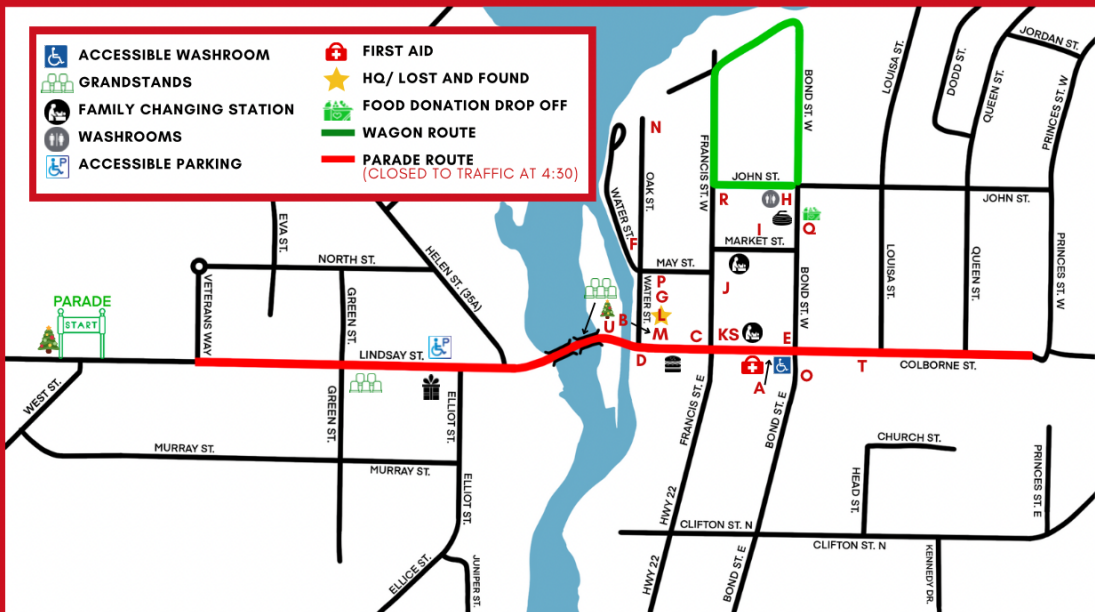 ACCESSIBLE WASHROOM
GRANDSTANDS
FAMILY CHANGING STATION
WASHROOMS
P
ACCESSIBLE PARKING
FIRST AID
HQ/ LOST AND FOUND
FOOD DONATION DROP OFF
WAGON ROUTE
PARADE ROUTE
(CLOSED TO TRAFFIC AT 4:30)
JORDAN ST.
LOUISA ST.
DODD ST.
QUEEN ST.
PRINCES ST. W
BOND ST. W
FRANCIS ST. W
N
OAK ST.
WATER ST.
F
JOHN ST.
JOHN ST.
R
H
I
Q
MARKET ST.
EVA ST.
NORTH ST.
HELEN ST. (35A)
MAY ST.
P
G
L
M
WATER ST.
B
U
J
BOND ST. W
LOUISA ST.
QUEEN ST.
PRINCES ST. W
PARADE
START
VETERANS WAY
GREEN ST.
LINDSAY ST.
P
C
KS
E
D
A
O
T
COLBORNE ST.
WEST ST.
GREEN ST.
ELLIOT ST.
FRANCIS ST. E
BOND ST. E
MURRAY ST.
MURRAY ST.
CHURCH ST.
HEAD ST.
PRINCES ST. E
ELLIOT ST.
HWY 22
CLIFTON ST. N
CLIFTON ST. N
ELLICE ST.
JUNIPER ST.
HWY 22
BOND ST. E
KENNEDY DR.